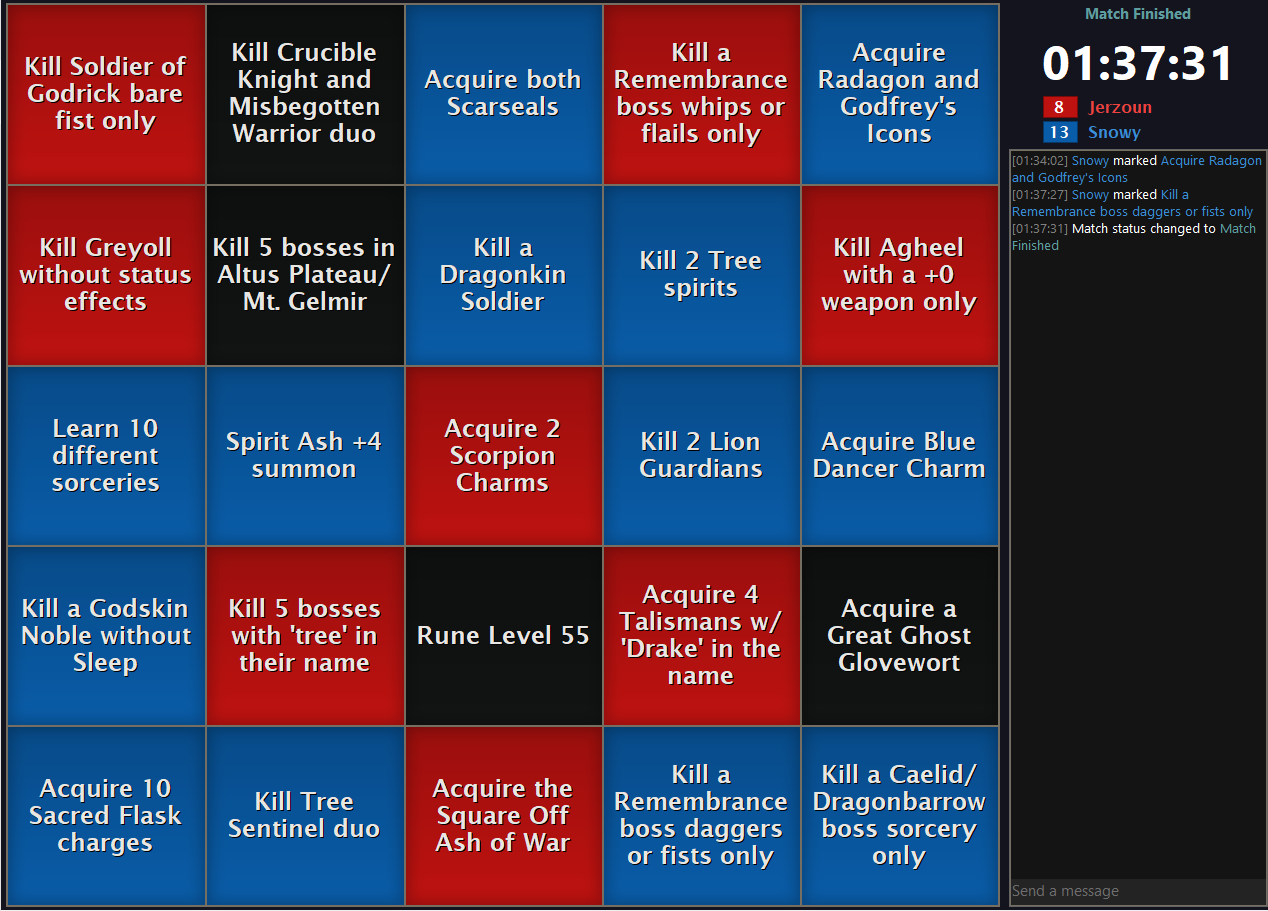 Kill Soldier of
Godrick bare
fist only
Kill Crucible
Knight and
Misbegotten
Warrior duo
Acquire both
Scarseals
Kill a
Remembrance
boss whips or
flails only
Acquire
Radagon and
Godfrey's
Icons
Kill Greyoll
without status
effects
Kill 5 bosses in
Altus Plateau/
Mt. Gelmir
Kill a
Dragonkin
Soldier
Kill 2 Tree
spirits
Kill Agheel
with a +0
weapon only
Learn 10
different
sorceries
Spirit Ash +4
summon
Acquire 2
Scorpion
Charms
Kill 2 Lion
Guardians
Acquire Blue
Dancer Charm
Kill a Godskin
Noble without
Sleep
Kill 5 bosses
with 'tree' in
their name
Rune Level 55
Acquire 4
Talismans w/
'Drake' in the
name
Acquire a
Great Ghost
Glovewort
Acquire 10
Sacred Flask
charges
Kill Tree
Sentinel duo
Acquire the
Square Off
Ash of War
Kill a
Remembrance
boss daggers
or fists only
Kill a Caelid/
Dragonbarrow
boss sorcery
only
Match Finished
01:37:31
8 Jerzoun
13 Snowy
[01:34:02] Snowy marked Acquire Radagon
and Godfrey's Icons
[01:37:27] Snowy marked Kill a
Remembrance boss daggers or fists only
[01:37:31] Match status changed to Match
Finished
Send a message